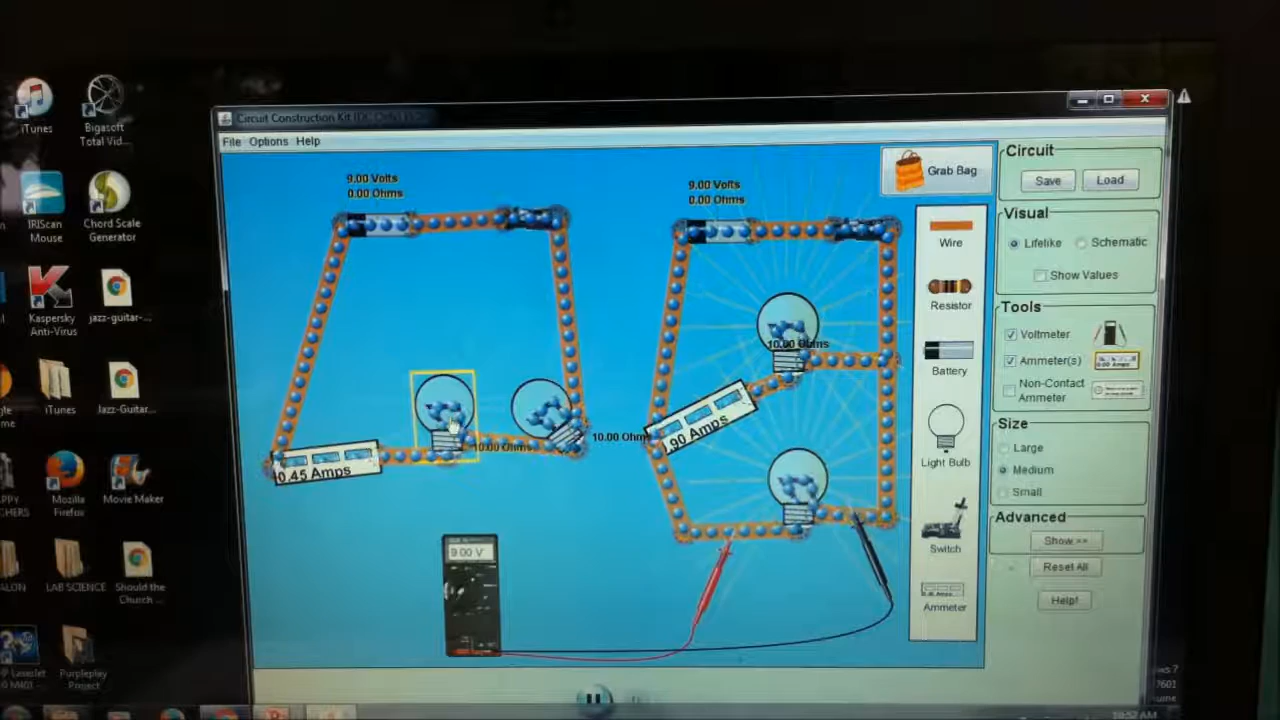 iTunes
Bigasoft
Total Vid...
IRIScan
Mouse
Chord Scale
Generator
Kaspersky
Anti-Virus
jazz-guitar-...
iTunes
Jazz-Guitar...
Mozilla
Firefox
Movie Maker
LAB SCIENCE
Should the
Church ...
Purpleplay
Project
Circuit Construction Kit
File Options Help
9.00 Volts
0.00 Ohms
9.00 Volts
0.00 Ohms
10.00 Ohms
10.00 Ohms
10.00 Ohm
0.45 Amps
.90 Amps
9.00 V
Grab Bag
Wire
Resistor
Battery
Light Bulb
Switch
Ammeter
Circuit
Save Load
Visual
Lifelike Schematic
Show Values
Tools
Voltmeter
Ammeter(s)
Non-Contact
Ammeter
Size
Large
Medium
Small
Advanced
Show >>
Reset All
Help!